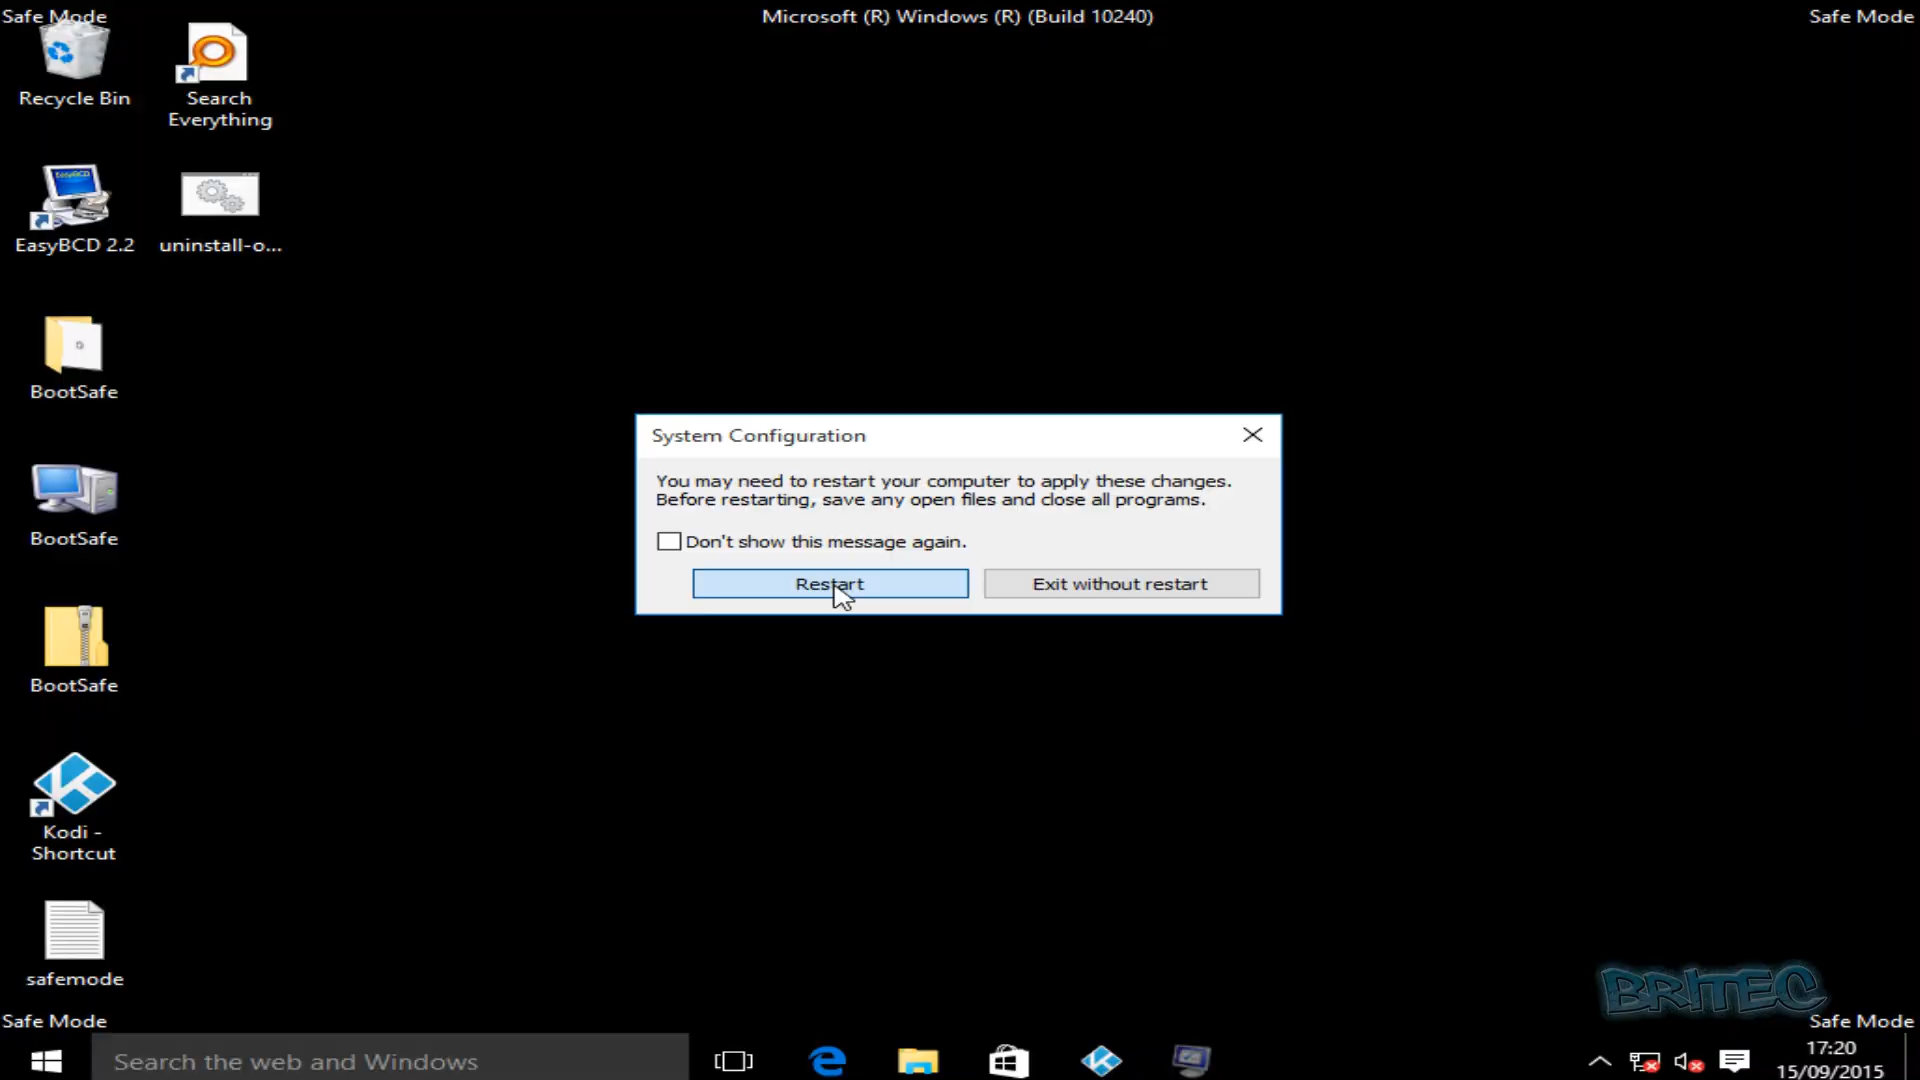 Safe Mode
Microsoft (R) Windows (R) (Build 10240)
Safe Mode
Recycle Bin
Search
Everything
EasyBCD
EasyBCD 2.2
uninstall-o...
BootSafe
System Configuration
You may need to restart your computer to apply these changes.
Before restarting, save any open files and close all programs.
Don't show this message again.
Restart
Exit without restart
BootSafe
BootSafe
Kodi -
Shortcut
safemode
BRITEC
Safe Mode
Safe Mode
Search the web and Windows
17:20
15/09/2015